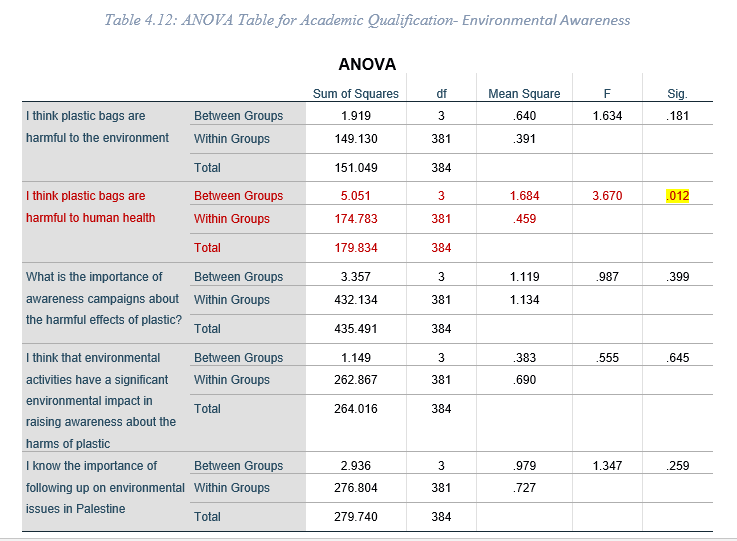 Table 4.12: ANOVA Table for Academic Qualification- Environmental Awareness
ANOVA
Sum of Squares df Mean Square F Sig.
I think plastic bags are Between Groups 1.919 3 .640 1.634 .181
harmful to the environment Within Groups 149.130 381 .391
Total 151.049 384
I think plastic bags are Between Groups 5.051 3 1.684 3.670 .012
harmful to human health Within Groups 174.783 381 .459
Total 179.834 384
What is the importance of Between Groups 3.357 3 1.119 .987 .399
awareness campaigns about Within Groups 432.134 381 1.134
the harmful effects of plastic? Total 435.491 384
I think that environmental Between Groups 1.149 3 .383 .555 .645
activities have a significant Within Groups 262.867 381 .690
environmental impact in Total 264.016 384
raising awareness about the
harms of plastic
I know the importance of Between Groups 2.936 3 .979 1.347 .259
following up on environmental Within Groups 276.804 381 .727
issues in Palestine Total 279.740 384